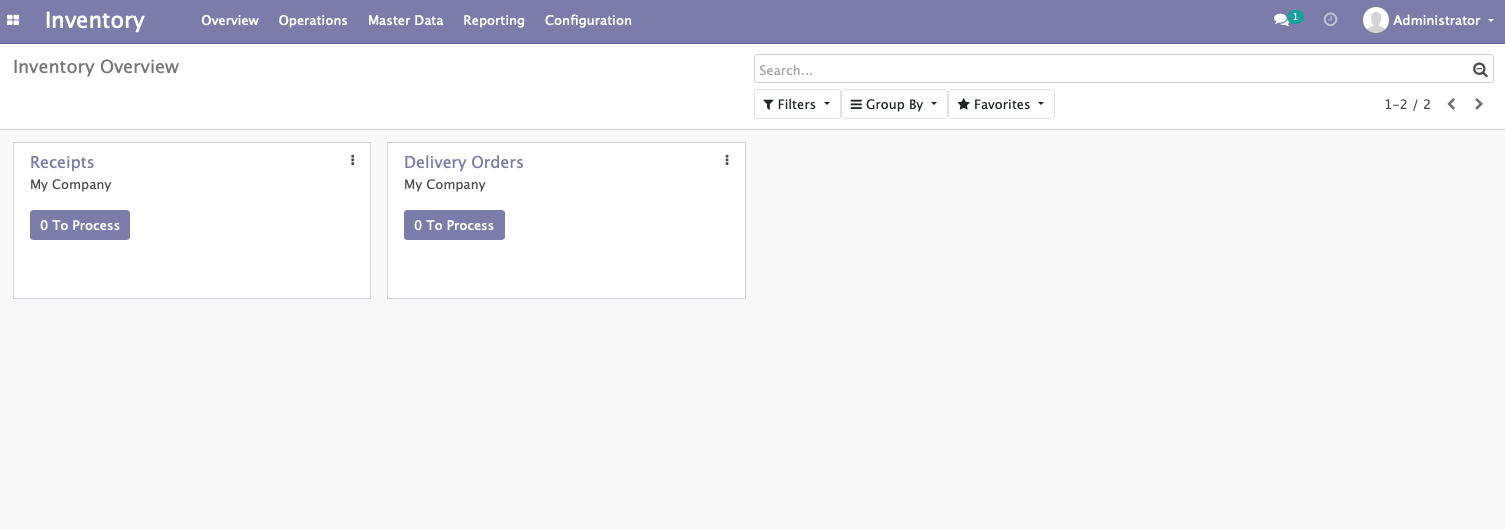 Inventory Overview Operations Master Data Reporting Configuration 1 Administrator
Inventory Overview
Search...
Filters Group By Favorites 1-2 / 2
Receipts
My Company
0 To Process
Delivery Orders
My Company
0 To Process